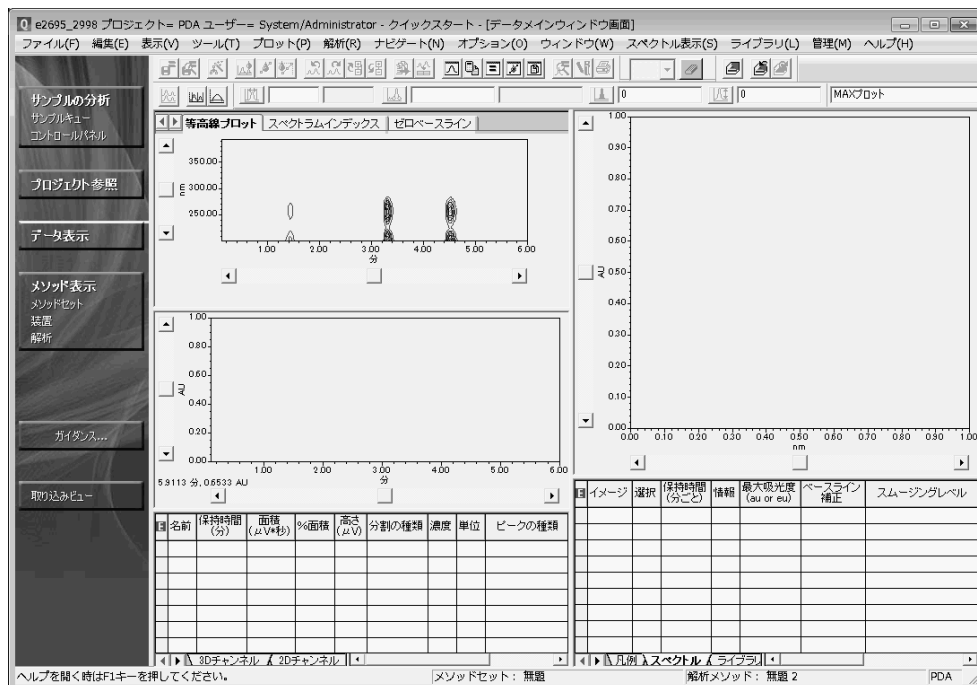 e2695_2998 プロジェクト= PDA ユーザー= System/Administrator - クイックスタート - [データメインウィンドウ画面]
ファイル(F) 編集(E) 表示(V) ツール(T) プロット(P) 解析(R) ナビゲート(N) オプション(O) ウィンドウ(W) スペクトル表示(S) ライブラリ(L) 管理(M) ヘルプ(H)
サンプルの分析
サンプルキュー
コントロールパネル
プロジェクト参照
データ表示
メソッド表示
メソッドセット
装置
解析
ガイダンス...
取り込みビュー
0
0
MAXプロット
等高線プロット スペクトラムインデックス ゼロベースライン
350.00
300.00
250.00
nm
1.00 2.00 3.00 4.00 5.00 6.00
分
1.00
0.80
0.60
0.40
0.20
0.00
AU
1.00 2.00 3.00 4.00 5.00 6.00
分
5.9113 分, 0.6533 AU
1.00
0.90
0.80
0.70
0.60
0.50
0.40
0.30
0.20
0.10
0.00
AU
0.00 0.10 0.20 0.30 0.40 0.50 0.60 0.70 0.80 0.90 1.00
nm
名前 保持時間(分) 面積(μV*秒) %面積 高さ(μV) 分割の種類 濃度 単位 ピークの種類
3Dチャンネル 2Dチャンネル
イメージ 選択 保持時間(分ごと) 情報 最大吸光度(au or eu) ベースライン補正 スムージングレベル
凡例 スペクトル ライブラリ
ヘルプを開く時はF1キーを押してください。 メソッドセット: 無題 解析メソッド: 無題 2 PDA